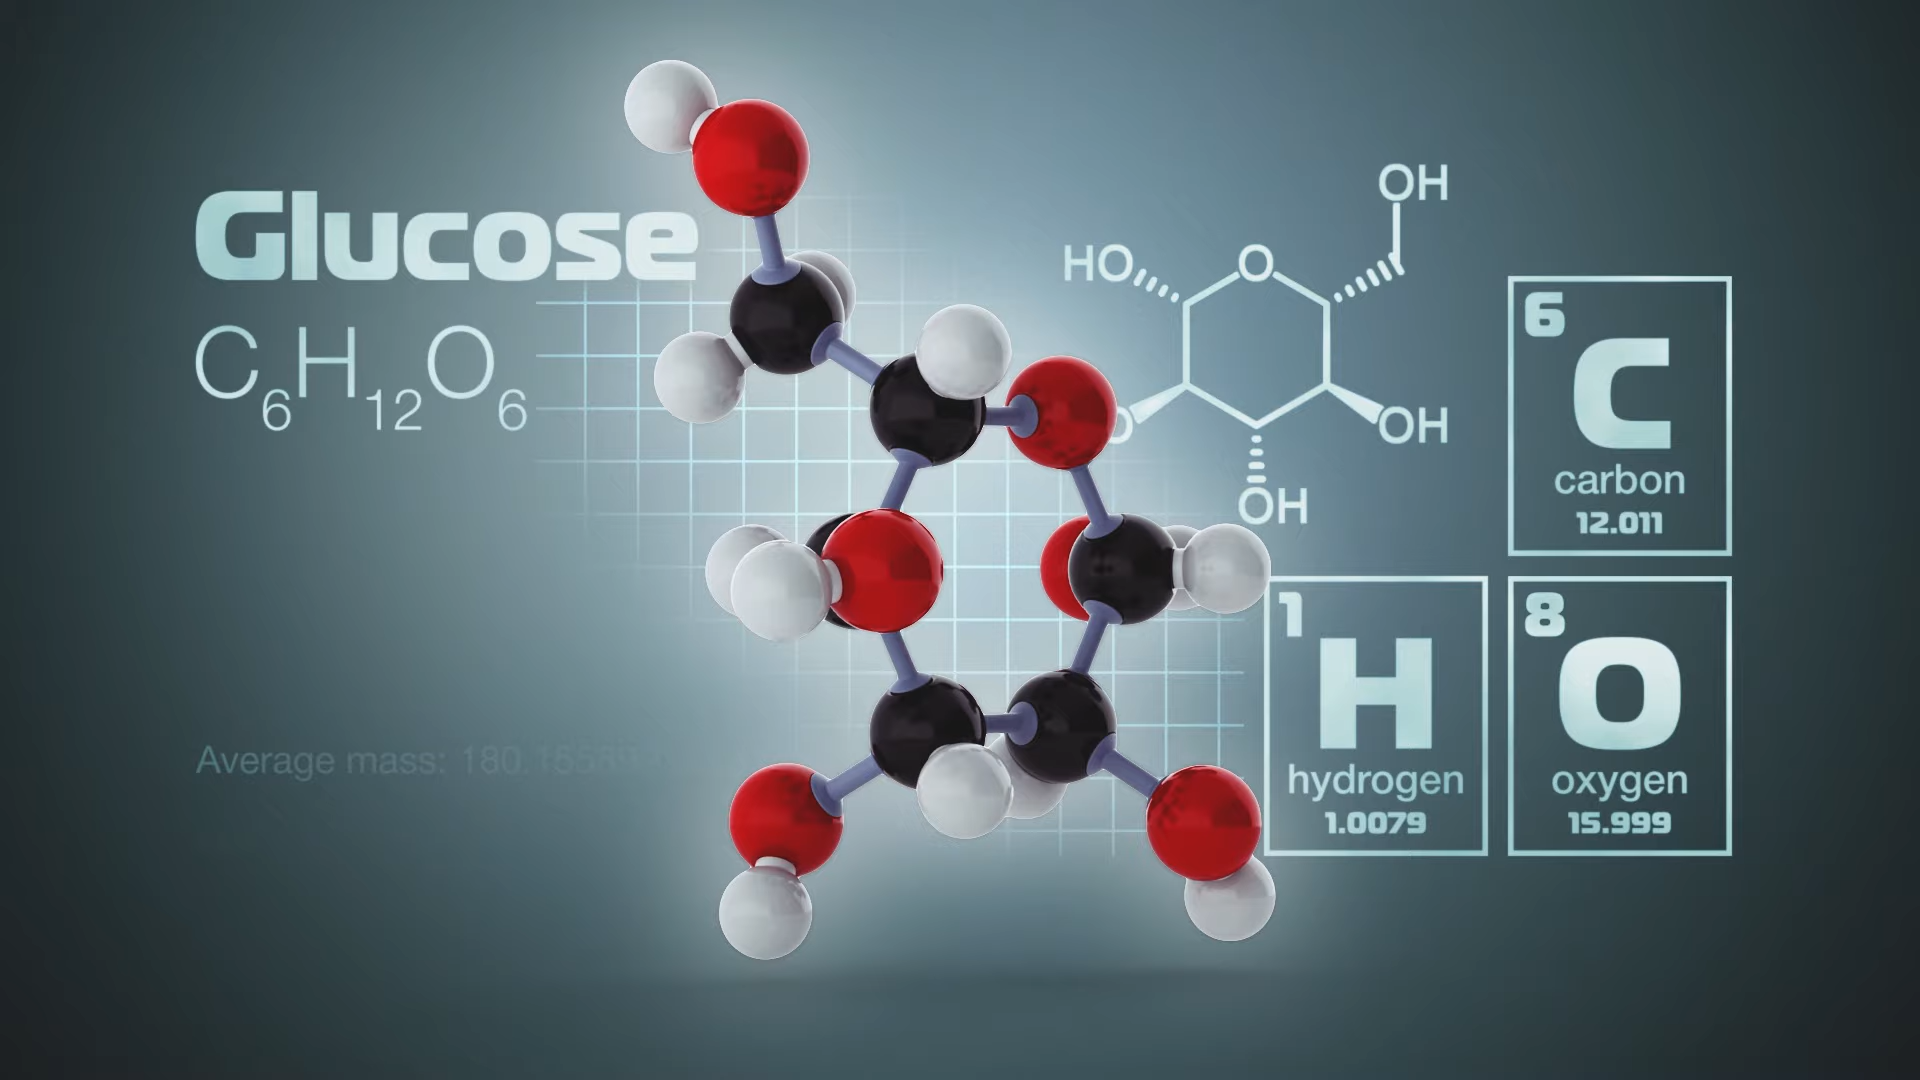 Glucose
C6H12O6
Average mass: 180.
OH
HO
O
OH
OH
6
C
carbon
12.011
1
H
hydrogen
1.0079
8
O
oxygen
15.999